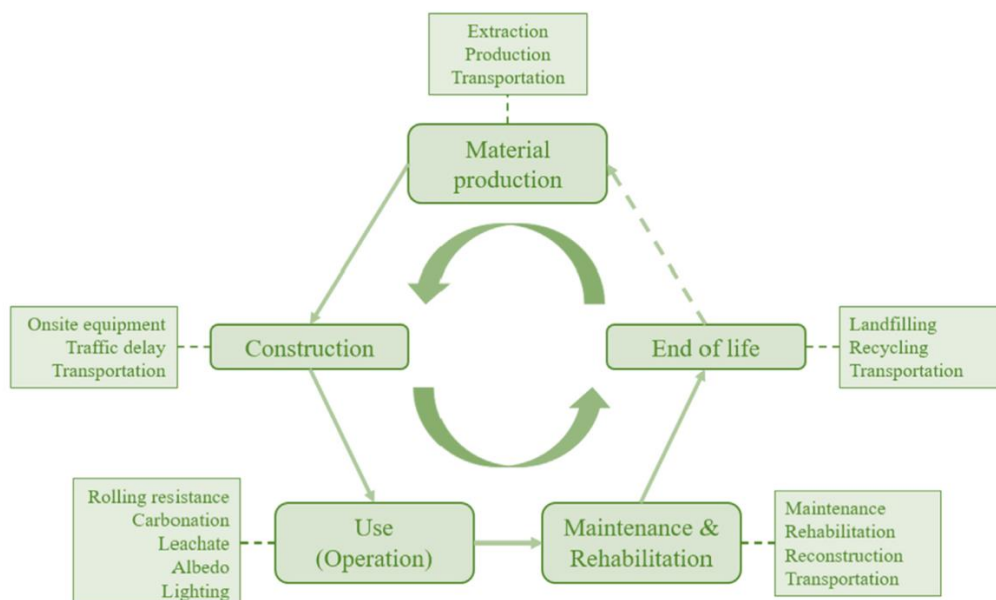 Extraction
Production
Transportation
Material
production
Onsite equipment
Traffic delay
Transportation
Construction
End of life
Landfilling
Recycling
Transportation
Rolling resistance
Carbonation
Leachate
Albedo
Lighting
Use
(Operation)
Maintenance &
Rehabilitation
Maintenance
Rehabilitation
Reconstruction
Transportation